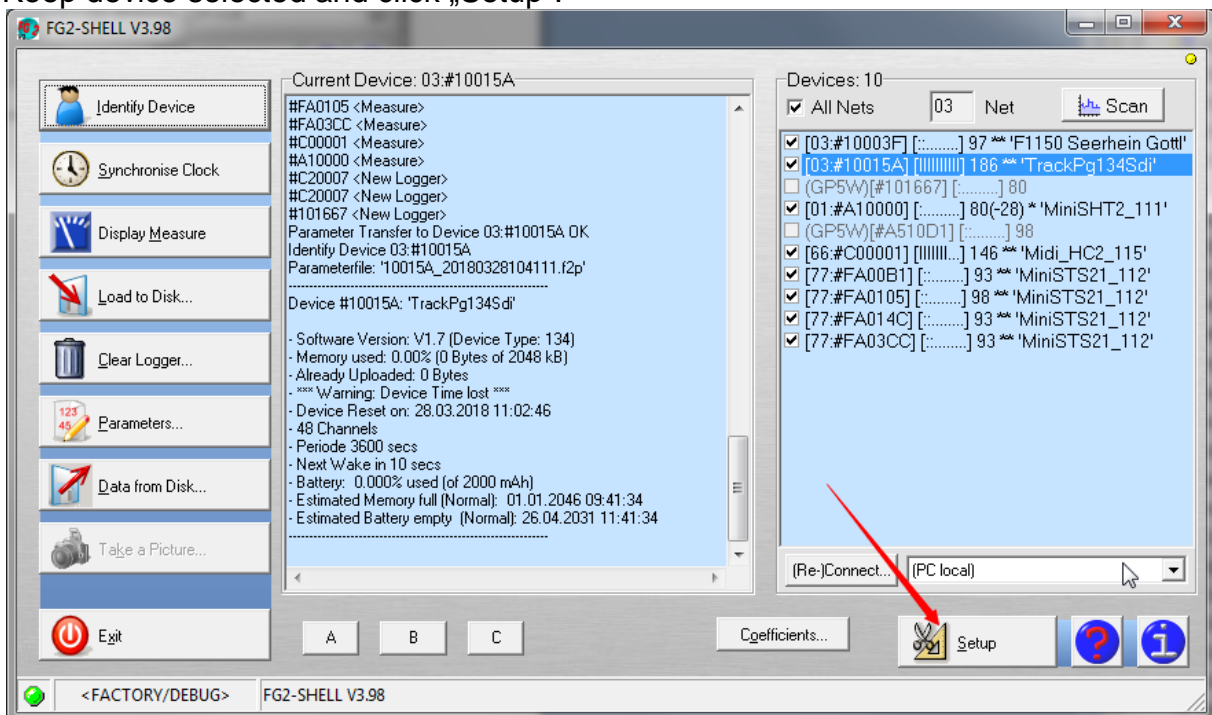 Keep device selected and click „Setup“.
FG2-SHELL V3.98
Identify Device
Synchronise Clock
Display Measure
Load to Disk...
Clear Logger...
Parameters...
Data from Disk...
Take a Picture...
Exit
Current Device: 03:#10015A
#FA0105 <Measure>
#FA03CC <Measure>
#C00001 <Measure>
#A10000 <Measure>
#C20007 <New Logger>
#C20007 <New Logger>
#101667 <New Logger>
Parameter Transfer to Device 03:#10015A OK
Identify Device 03:#10015A
Parameterfile: '10015A_20180328104111.f2p'
Device #10015A: 'TrackPg134Sdi'
- Software Version: V1.7 (Device Type: 134)
- Memory used: 0.00% (0 Bytes of 2048 kB)
- Already Uploaded: 0 Bytes
- *** Warning: Device Time lost ***
- Device Reset on: 28.03.2018 11:02:46
- 48 Channels
- Periode 3600 secs
- Next Wake in 10 secs
- Battery: 0.000% used (of 2000 mAh)
- Estimated Memory full (Normal): 01.01.2046 09:41:34
- Estimated Battery empty (Normal): 26.04.2031 11:41:34
A B C
Devices: 10
All Nets 03 Net Scan
[03:#10003F] [::........] 97 ** 'F1150 Seerhein Gottl'
[03:#10015A] [||||||||||] 186 ** 'TrackPg134Sdi'
(GP5W)[#101667] [:.........] 80
[01:#A10000] [:.........] 80(-28) * 'MiniSHT2_111'
(GP5W)[#A510D1] [::........] 98
[66:#C00001] [|||||||...] 146 ** 'Midi_HC2_115'
[77:#FA00B1] [::........] 93 ** 'MiniSTS21_112'
[77:#FA0105] [::........] 98 ** 'MiniSTS21_112'
[77:#FA014C] [::........] 93 ** 'MiniSTS21_112'
[77:#FA03CC] [::........] 93 ** 'MiniSTS21_112'
(Re-)Connect... (PC local)
Coefficients... Setup
<FACTORY/DEBUG> FG2-SHELL V3.98